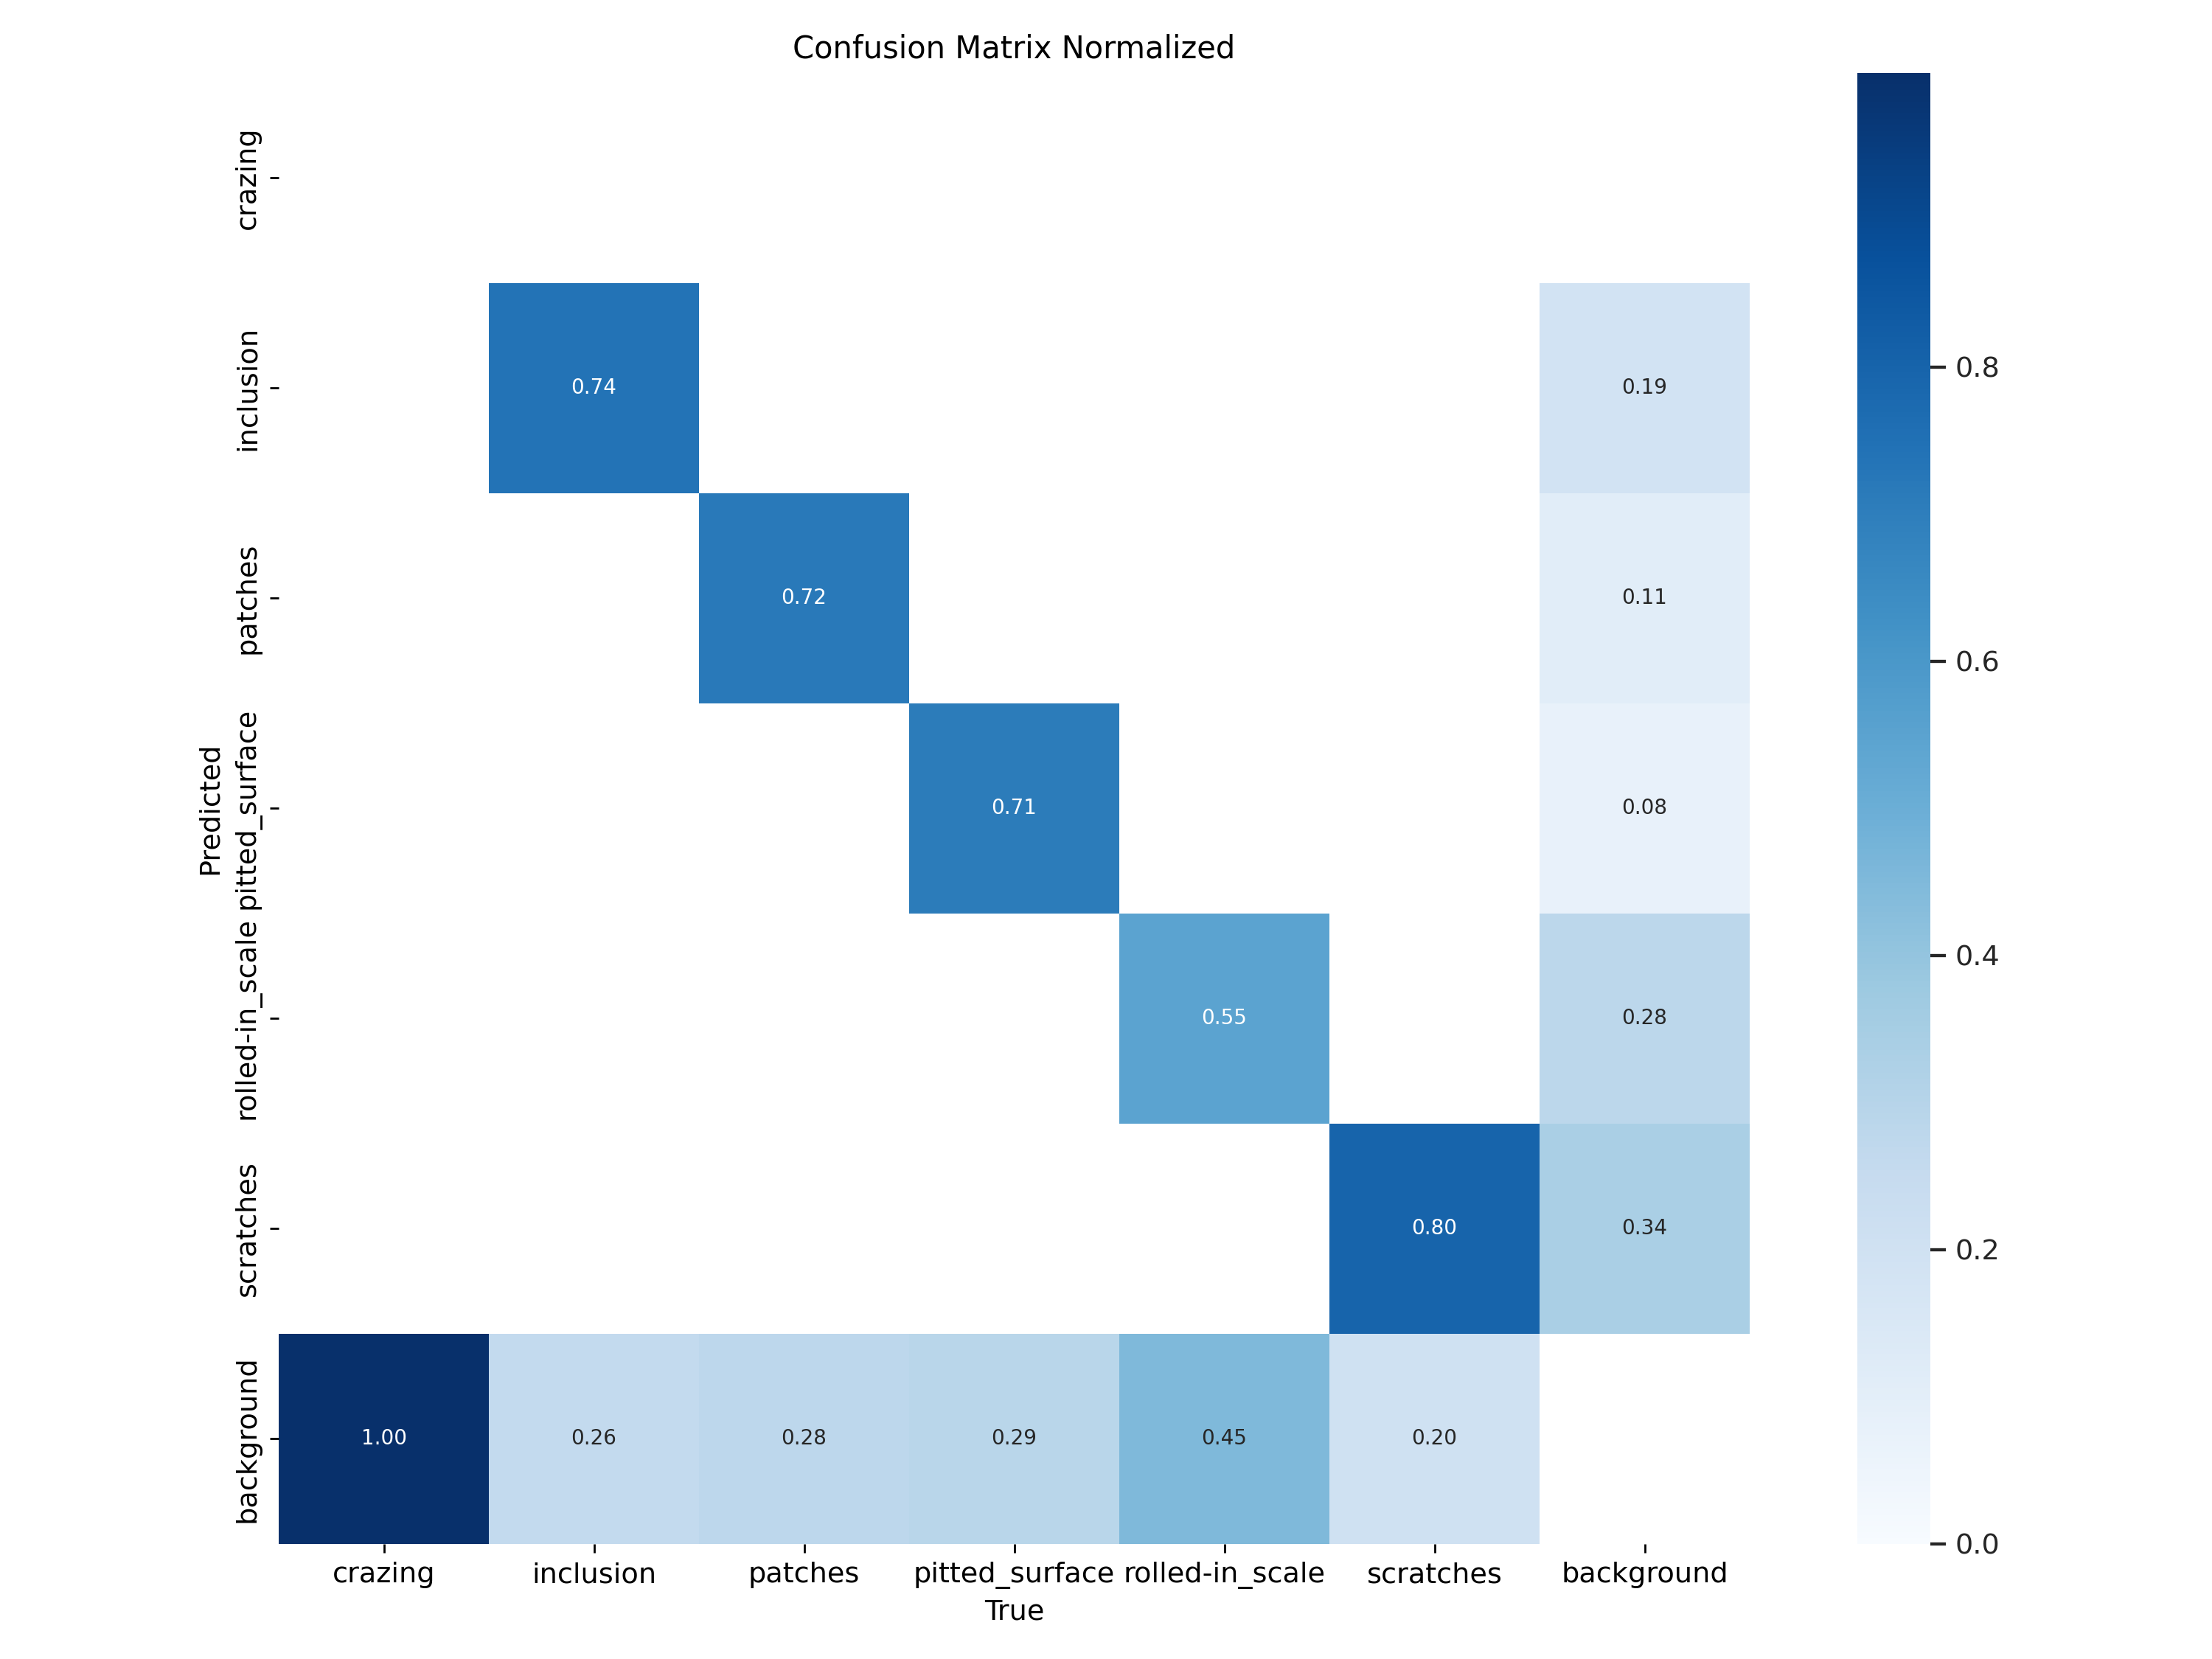 Confusion Matrix Normalized
Predicted
crazing
inclusion
0.74 0.19
patches
0.72 0.11
pitted_surface
0.71 0.08
rolled-in_scale
0.55 0.28
scratches
0.80 0.34
background
1.00 0.26 0.28 0.29 0.45 0.20
crazing inclusion patches pitted_surface rolled-in_scale scratches background
True
0.8
0.6
0.4
0.2
0.0